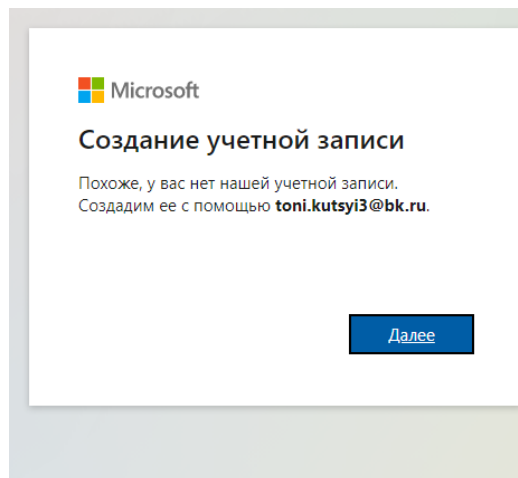 Microsoft
Создание учетной записи
Похоже, у вас нет нашей учетной записи.
Создадим ее с помощью toni.kutsyi3@bk.ru.
Далее